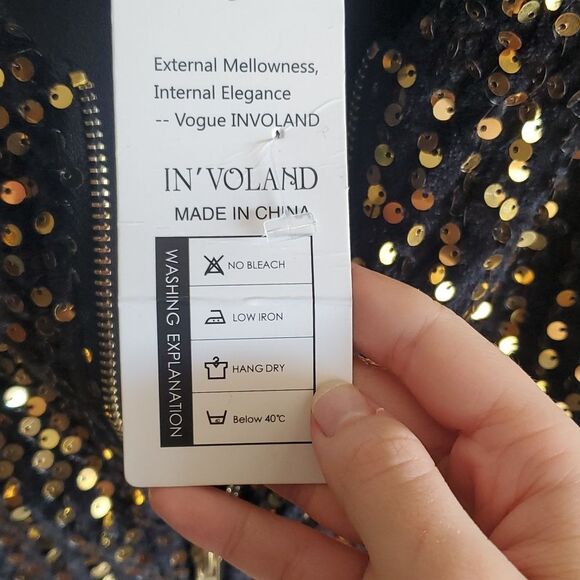 External Mellowness,
Internal Elegance
-- Vogue INVOLAND
IN'VOLAND
MADE IN CHINA
WASHING EXPLANATION
NO BLEACH
LOW IRON
HANG DRY
Below 40℃